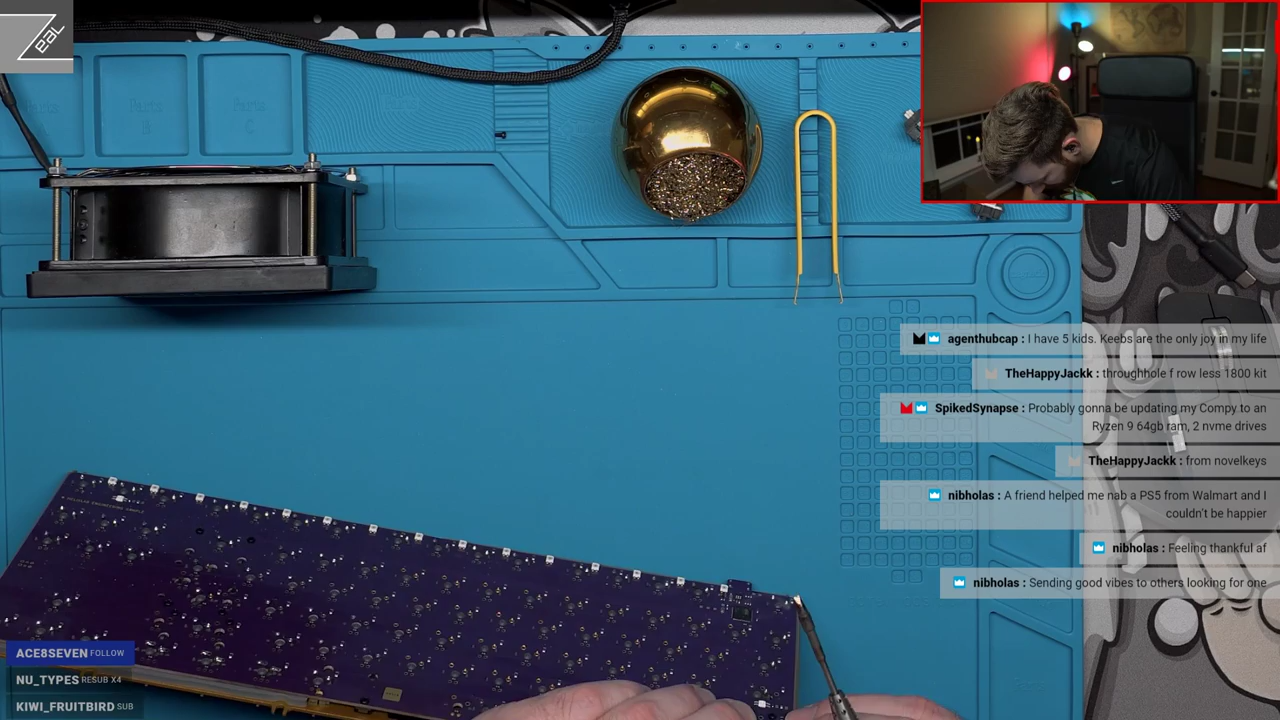 eaL
agenthubcap : I have 5 kids. Keebs are the only joy in my life
TheHappyJackk : throughhole f row less 1800 kit
SpikedSynapse : Probably gonna be updating my Compy to an
Ryzen 9 64gb ram, 2 nvme drives
TheHappyJackk : from novelkeys
nibholas : A friend helped me nab a PS5 from Walmart and I
couldn't be happier
nibholas : Feeling thankful af
nibholas : Sending good vibes to others looking for one
ACE8SEVEN FOLLOW
NU_TYPES RESUB X4
KIWI_FRUITBIRD SUB